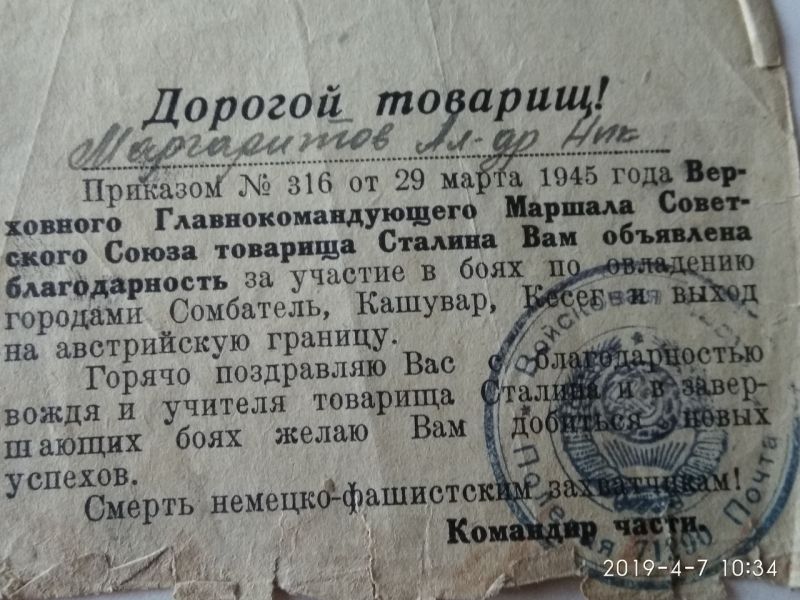 Дорогой товарищ!
Маргаритов Ал-др Ник
Приказом № 316 от 29 марта 1945 года Вер-
ховного Главнокомандующего Маршала Совет-
ского Союза товарища Сталина Вам объявлена
благодарность за участие в боях по овладению
городами Сомбатель, Кашувар, Кесег и выход
на австрийскую границу.
Горячо поздравляю Вас с благодарностью
вождя и учителя товарища Сталина и в завер-
шающих боях желаю Вам добиться новых
успехов.
Смерть немецко-фашистским захватчикам!
Командир части.
Войсковая
Полевая Почта
2019-4-7 10:34